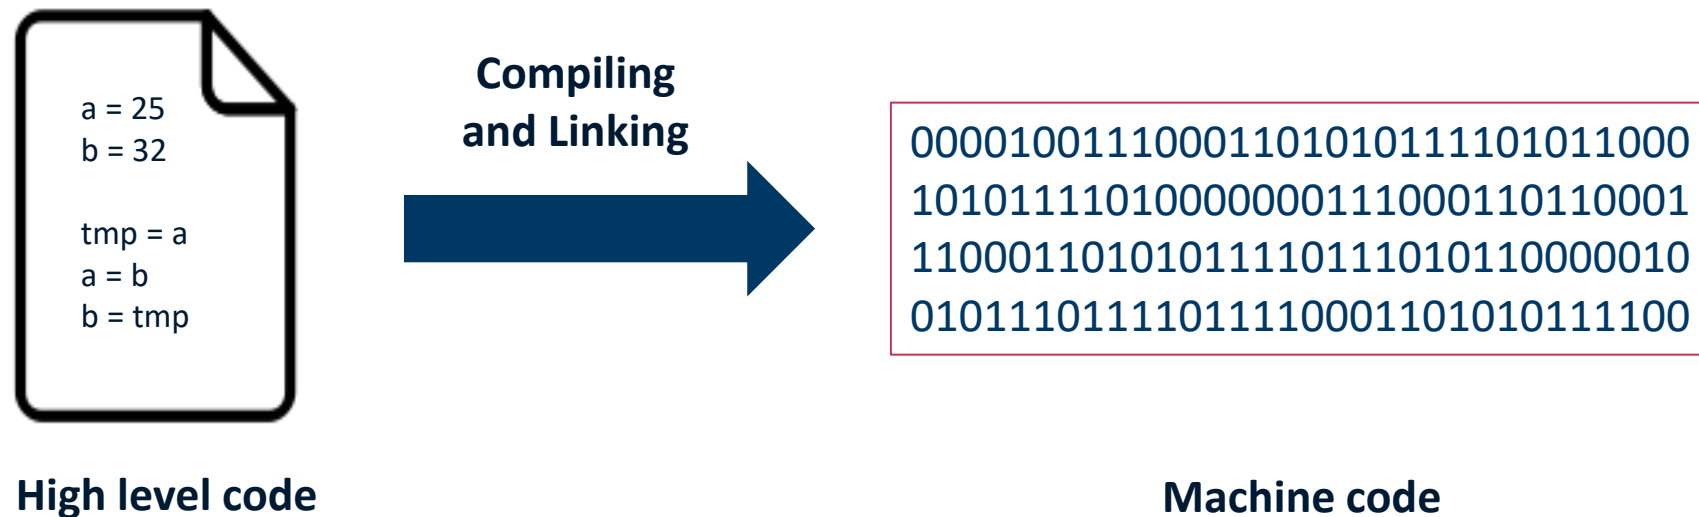 a = 25
b = 32
tmp = a
a = b
b = tmp
Compiling
and Linking
00001001110001101010111101011000
10101111010000000111000110110001
11000110101011110111010110000010
01011101111011110001101010111100
High level code
Machine code